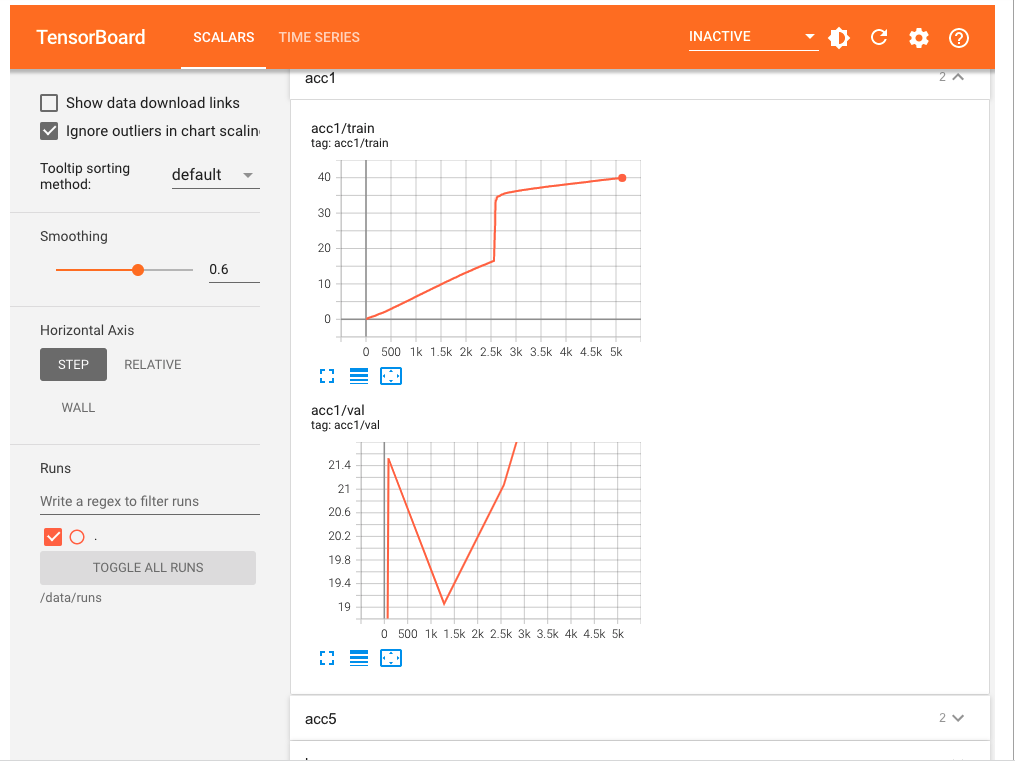 TensorBoard
SCALARS
TIME SERIES
INACTIVE
Show data download links
Ignore outliers in chart scalin
Tooltip sorting
method:
default
Smoothing
0.6
Horizontal Axis
STEP
RELATIVE
WALL
Runs
Write a regex to filter runs
.
TOGGLE ALL RUNS
/data/runs
acc1
2
acc1/train
tag: acc1/train
40
30
20
10
0
0 500 1k 1.5k 2k 2.5k 3k 3.5k 4k 4.5k 5k
acc1/val
tag: acc1/val
21.4
21
20.6
20.2
19.8
19.4
19
0 500 1k 1.5k 2k 2.5k 3k 3.5k 4k 4.5k 5k
acc5
2